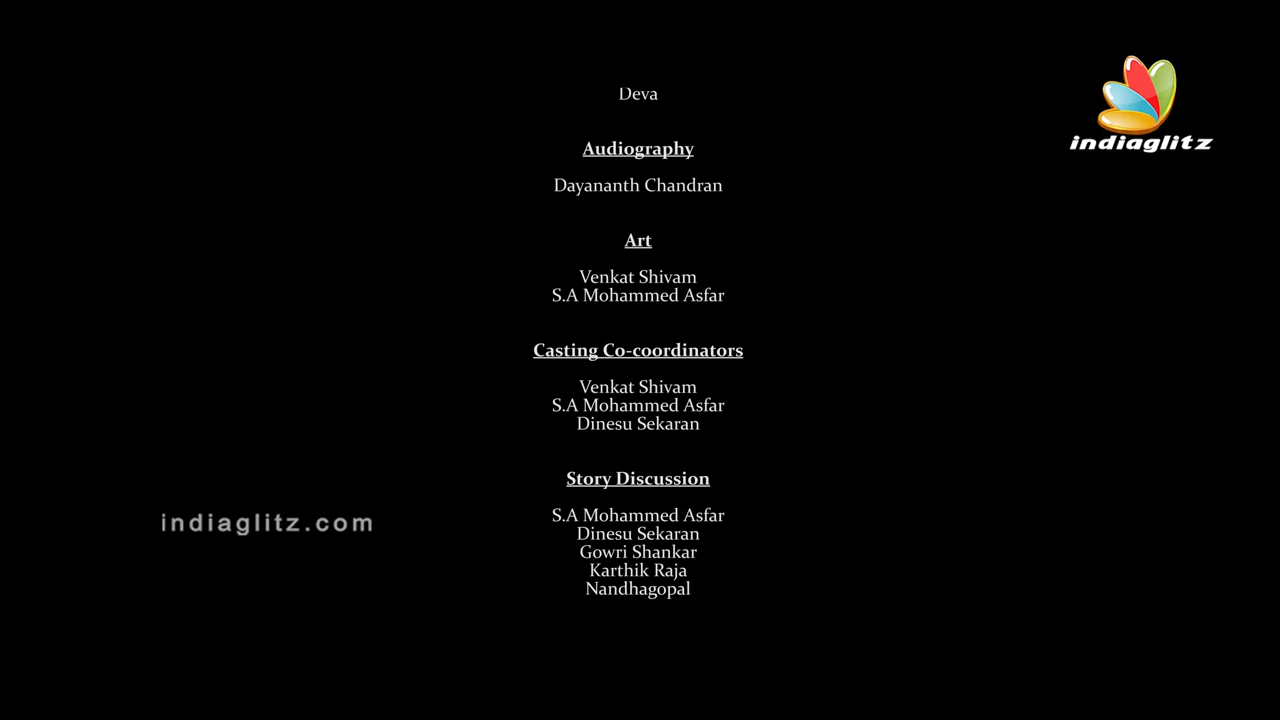 Deva
Audiography
Dayananth Chandran
Art
Venkat Shivam
S.A Mohammed Asfar
Casting Co-coordinators
Venkat Shivam
S.A Mohammed Asfar
Dinesu Sekaran
Story Discussion
S.A Mohammed Asfar
Dinesu Sekaran
Gowri Shankar
Karthik Raja
Nandhagopal
indiaglitz
indiaglitz.com